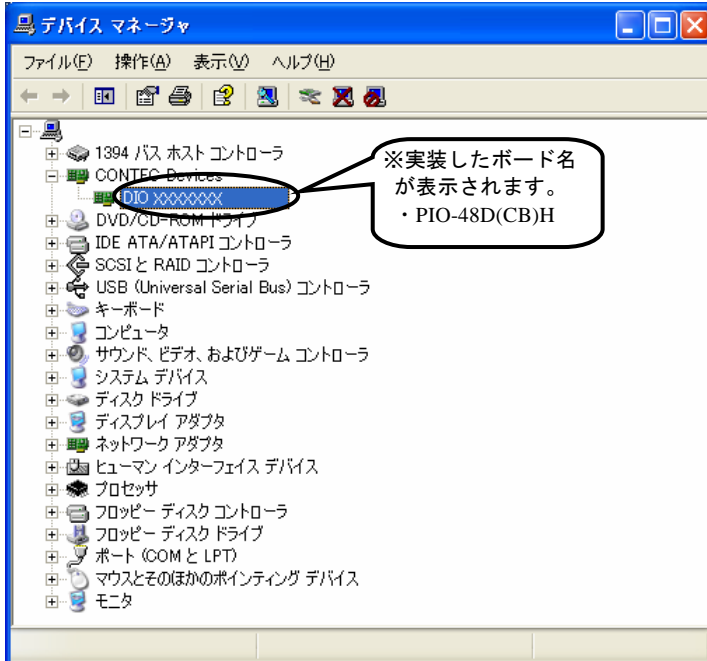 デバイス マネージャ
ファイル(F) 操作(A) 表示(V) ヘルプ(H)
1394 バス ホスト コントローラ
CONTEC Devices
DIO XXXXXXXX
DVD/CD-ROM ドライブ
IDE ATA/ATAPI コントローラ
SCSI と RAID コントローラ
USB (Universal Serial Bus) コントローラ
キーボード
コンピュータ
サウンド、ビデオ、およびゲーム コントローラ
システム デバイス
ディスク ドライブ
ディスプレイ アダプタ
ネットワーク アダプタ
ヒューマン インターフェイス デバイス
プロセッサ
フロッピー ディスク コントローラ
フロッピー ディスク ドライブ
ポート (COM と LPT)
マウスとそのほかのポインティング デバイス
モニタ
※実装したボード名
が表示されます。
・PIO-48D(CB)H